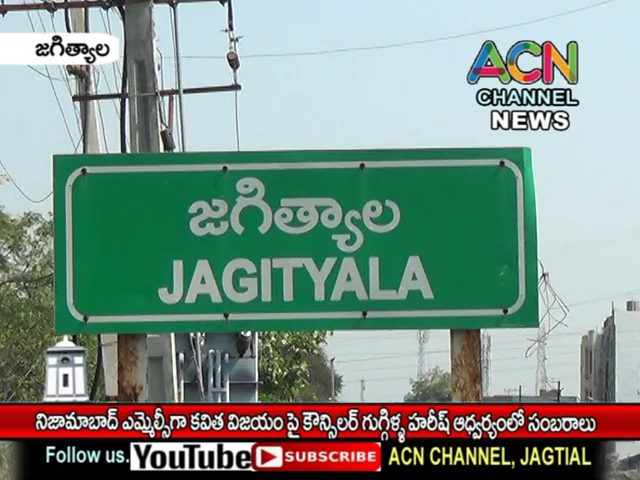 జగిత్యాల
ACN
CHANNEL
NEWS
జగిత్యాల
JAGITYALA
నిజామాబాద్ ఎమ్మెల్సీగా కవిత విజయం పై కౌన్సిలర్ గుగ్గిళ్ళ హరీష్ ఆధ్వర్యంలో సంబరాలు
Follow us. YouTube SUBSCRIBE ACN CHANNEL, JAGTIAL